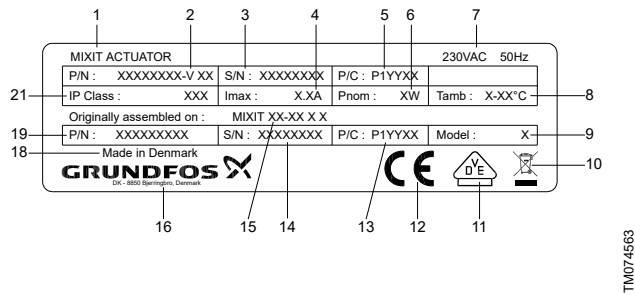 1 2 3 4 5 6 7
MIXIT ACTUATOR 230VAC 50Hz
P/N : XXXXXXXX-V XX S/N : XXXXXXXX P/C : P1YYXX
21 IP Class : XXX Imax : X.XA Pnom : XW Tamb : X-XX°C 8
Originally assembled on : MIXIT XX-XX X X
19 P/N : XXXXXXXXX S/N : XXXXXXXX P/C : P1YYXX Model : X 9
18 Made in Denmark
GRUNDFOS CE VDE 10
DK - 8850 Bjerringbro, Denmark
16 15 14 13 12 11
TM074563